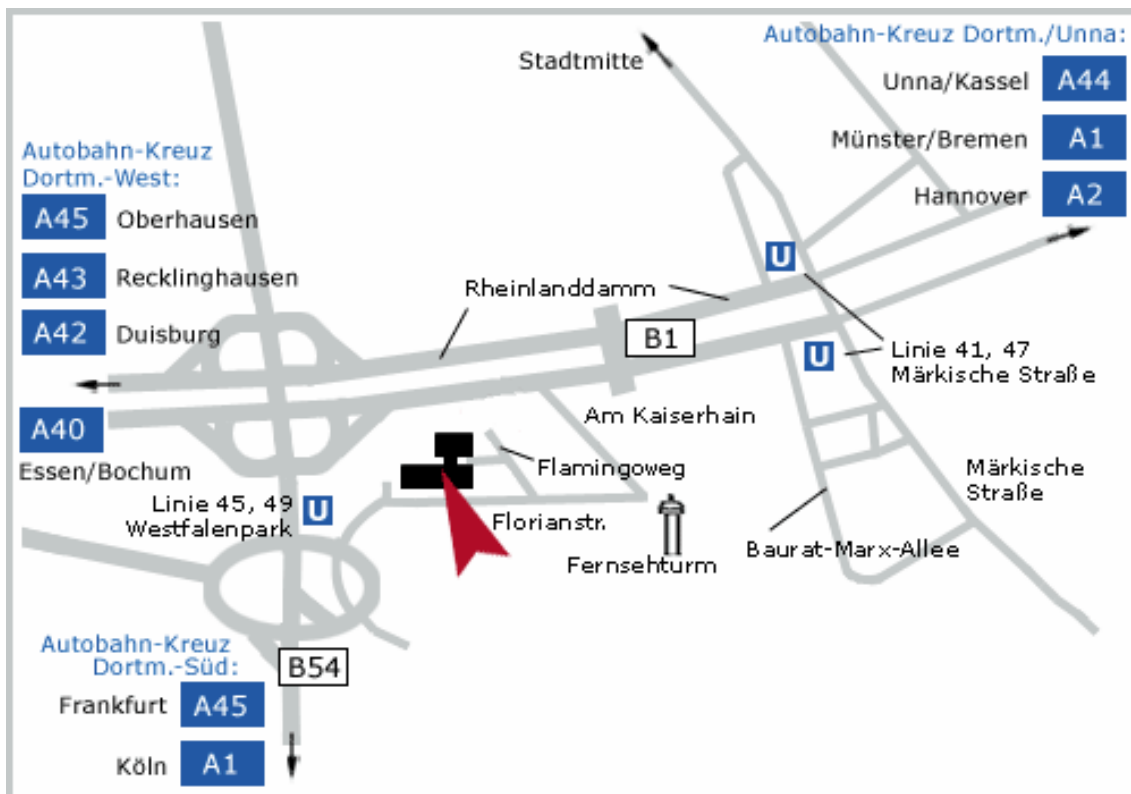 Autobahn-Kreuz Dortm./Unna:
Stadtmitte
Unna/Kassel A44
Münster/Bremen A1
Hannover A2
Autobahn-Kreuz
Dortm.-West:
A45 Oberhausen
A43 Recklinghausen
A42 Duisburg
A40
Essen/Bochum
Rheinlanddamm
B1
U
U
Linie 41, 47
Märkische Straße
Am Kaiserhain
Flamingoweg
Märkische
Straße
Linie 45, 49
Westfalenpark
U
Florianstr.
Fernsehturm
Baurat-Marx-Allee
Autobahn-Kreuz
Dortm.-Süd:
B54
Frankfurt A45
Köln A1